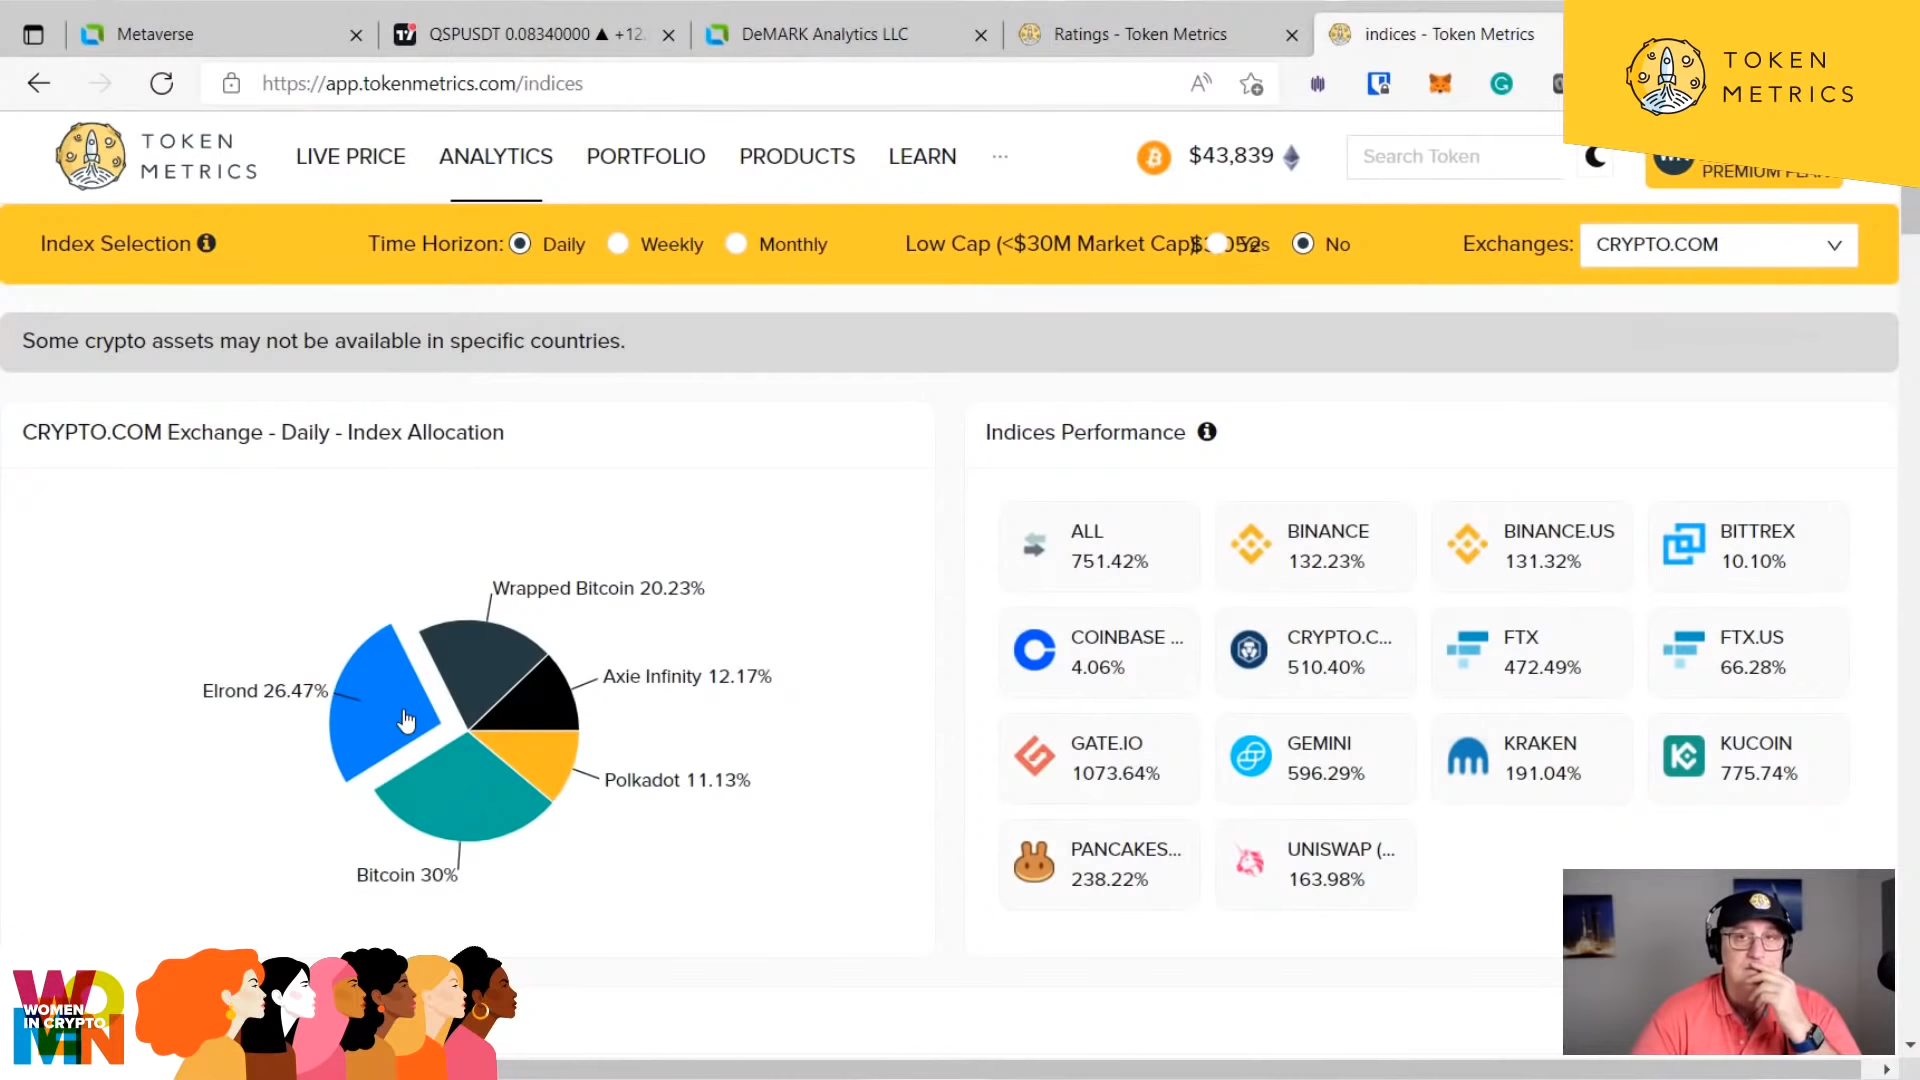 Metaverse
QSPUSDT 0.08340000 ▲ +12.
DeMARK Analytics LLC
Ratings - Token Metrics
indices - Token Metrics
TOKEN
METRICS
https://app.tokenmetrics.com/indices
TOKEN
METRICS
LIVE PRICE
ANALYTICS
PORTFOLIO
PRODUCTS
LEARN
...
$43,839
Search Token
PREMIUM PLAN
Index Selection
Time Horizon:
Daily
Weekly
Monthly
Low Cap (<$30M Market Cap)
Yes
No
Exchanges:
CRYPTO.COM
Some crypto assets may not be available in specific countries.
CRYPTO.COM Exchange - Daily - Index Allocation
Wrapped Bitcoin 20.23%
Axie Infinity 12.17%
Elrond 26.47%
Polkadot 11.13%
Bitcoin 30%
Indices Performance
ALL
751.42%
BINANCE
132.23%
BINANCE.US
131.32%
BITTREX
10.10%
COINBASE ...
4.06%
CRYPTO.C...
510.40%
FTX
472.49%
FTX.US
66.28%
GATE.IO
1073.64%
GEMINI
596.29%
KRAKEN
191.04%
KUCOIN
775.74%
PANCAKES...
238.22%
UNISWAP (...
163.98%
WOMEN
WOMEN
IN CRYPTO